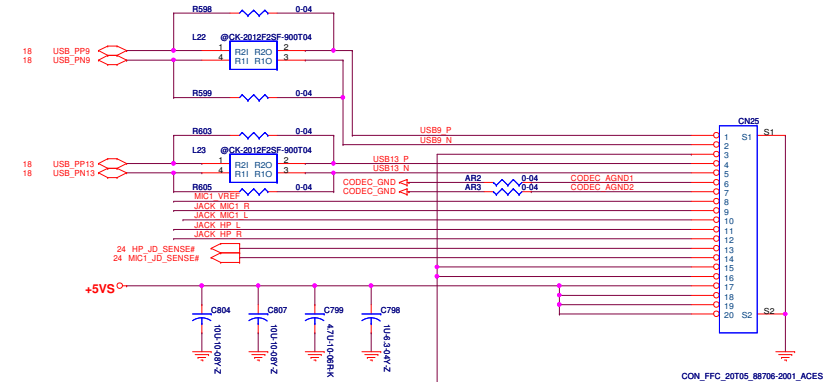 R598 0-04
L22 @CK-2012F2SF-900T04
18 USB_PP9 1 R2I R2O 2
18 USB_PN9 4 R1I R1O 3
R599 0-04
CN25
USB9_P 1 S1 S1
USB9_N 2
R603 0-04
3
L23 @CK-2012F2SF-900T04
18 USB_PP13 1 R2I R2O 2 USB13_P 4
18 USB_PN13 4 R1I R1O 3 USB13_N 5
CODEC_GND AR2 0-04 CODEC_AGND1 6
R605 0-04 CODEC_GND AR3 0-04 CODEC_AGND2 7
MIC1_VREF 8
JACK_MIC1_R 9
JACK_MIC1_L 10
JACK_HP_L 11
JACK_HP_R 12
24 HP_JD_SENSE# 13
24 MIC1_JD_SENSE# 14
15
16
+5VS 17
18
19
20 S2 S2
C804 C807 C799 C798
10U-10-08Y-Z 10U-10-08Y-Z 4.7U-10-06R-K 1U-6.3-04Y-Z
CON_FFC_20T05_88706-2001_ACES